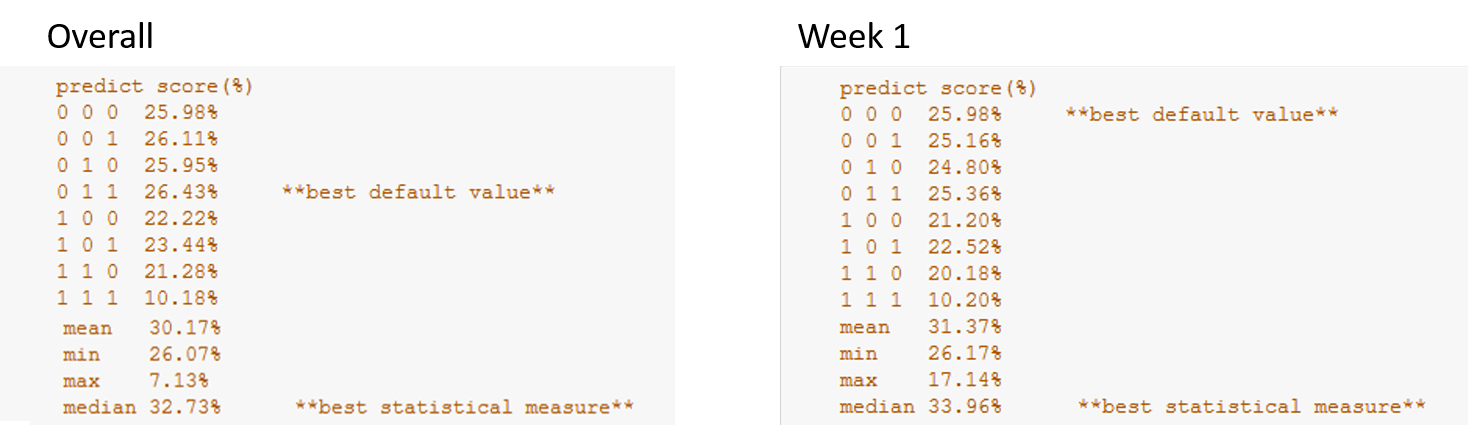 Overall
predict score(%)
0 0 0 25.98%
0 0 1 26.11%
0 1 0 25.95%
0 1 1 26.43% **best default value**
1 0 0 22.22%
1 0 1 23.44%
1 1 0 21.28%
1 1 1 10.18%
mean 30.17%
min 26.07%
max 7.13%
median 32.73% **best statistical measure**
Week 1
predict score(%)
0 0 0 25.98% **best default value**
0 0 1 25.16%
0 1 0 24.80%
0 1 1 25.36%
1 0 0 21.20%
1 0 1 22.52%
1 1 0 20.18%
1 1 1 10.20%
mean 31.37%
min 26.17%
max 17.14%
median 33.96% **best statistical measure**